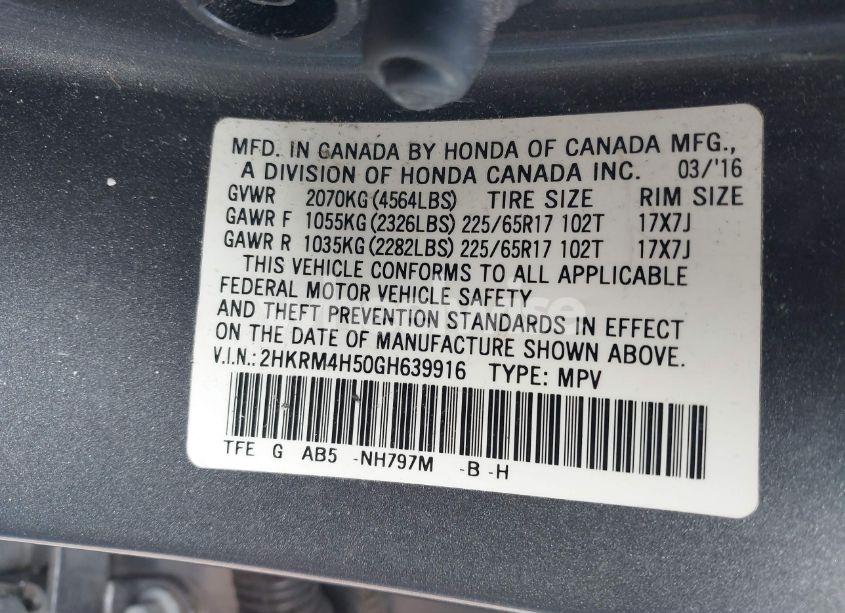 MFD. IN CANADA BY HONDA OF CANADA MFG.,
A DIVISION OF HONDA CANADA INC. 03/'16
GVWR 2070KG(4564LBS) TIRE SIZE RIM SIZE
GAWR F 1055KG(2326LBS) 225/65R17 102T 17X7J
GAWR R 1035KG(2282LBS) 225/65R17 102T 17X7J
THIS VEHICLE CONFORMS TO ALL APPLICABLE
FEDERAL MOTOR VEHICLE SAFETY
AND THEFT PREVENTION STANDARDS IN EFFECT
ON THE DATE OF MANUFACTURE SHOWN ABOVE.
V.I.N.: 2HKRM4H50GH639916 TYPE: MPV
TFE G AB5 -NH797M -B -H